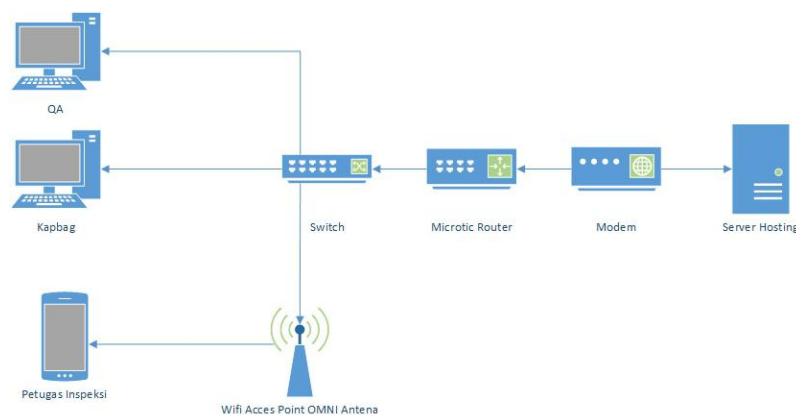 QA
Kapbag
Switch
Microtic Router
Modem
Server Hosting
Petugas Inspeksi
Wifi Acces Point OMNI Antena